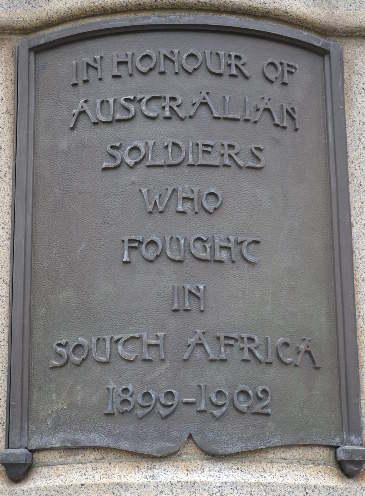 IN HONOUR OF
AUSTRALIAN
SOLDIERS
WHO
FOUGHT
IN
SOUTH AFRICA
1899-1902